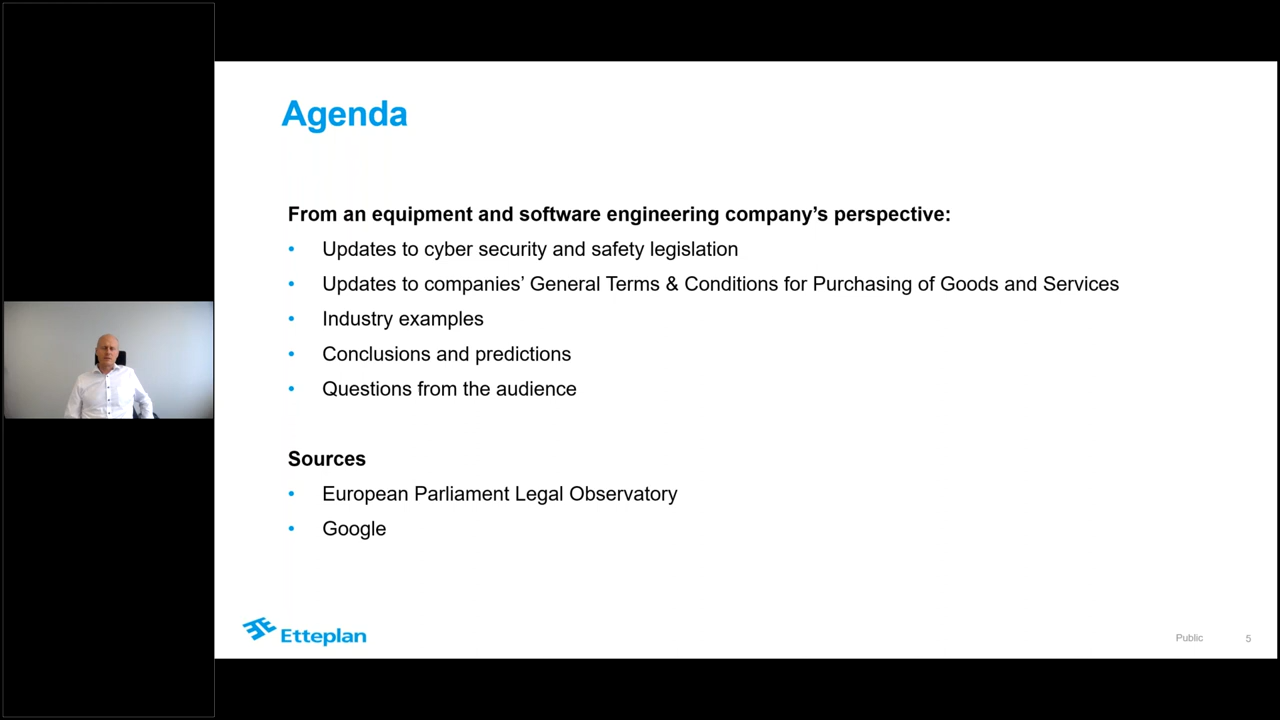 Agenda
From an equipment and software engineering company’s perspective:
• Updates to cyber security and safety legislation
• Updates to companies’ General Terms & Conditions for Purchasing of Goods and Services
• Industry examples
• Conclusions and predictions
• Questions from the audience
Sources
• European Parliament Legal Observatory
• Google
Etteplan
Public 5